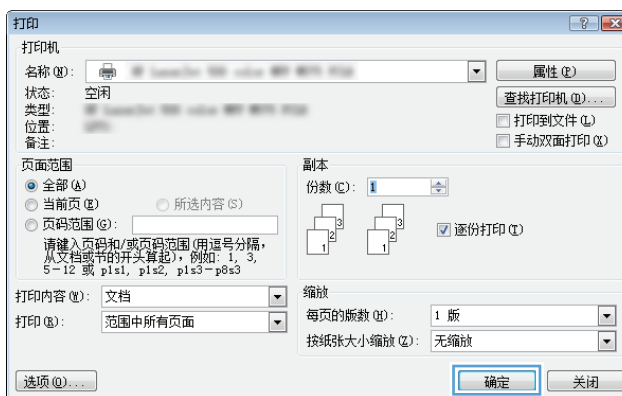 打印
打印机
名称(N):
属性(P)
状态: 空闲
查找打印机(D)...
类型:
位置:
打印到文件(L)
备注:
手动双面打印(X)
页面范围
全部(A)
当前页(E) 所选内容(S)
页码范围(G):
请键入页码和/或页码范围(用逗号分隔,
从文档或节的开头算起),例如: 1, 3,
5-12 或 p1s1, p1s2, p1s3-p8s3
副本
份数(C): 1
3 3
2 2
1 1
逐份打印(T)
打印内容(W): 文档
打印(R): 范围中所有页面
缩放
每页的版数(H): 1 版
按纸张大小缩放(Z): 无缩放
选项(O)... 确定 关闭